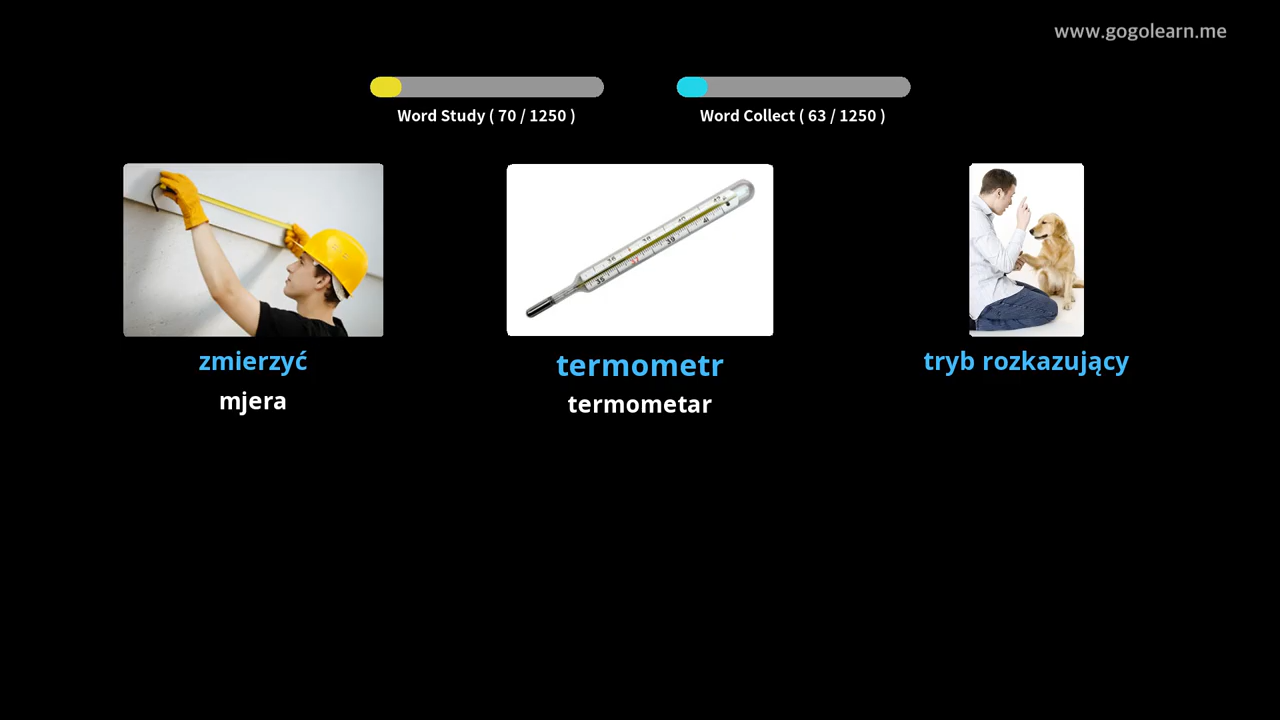 www.gogolearn.me
Word Study ( 70 / 1250 )
Word Collect ( 63 / 1250 )
zmierzyć
mjera
termometr
termometar
tryb rozkazujący